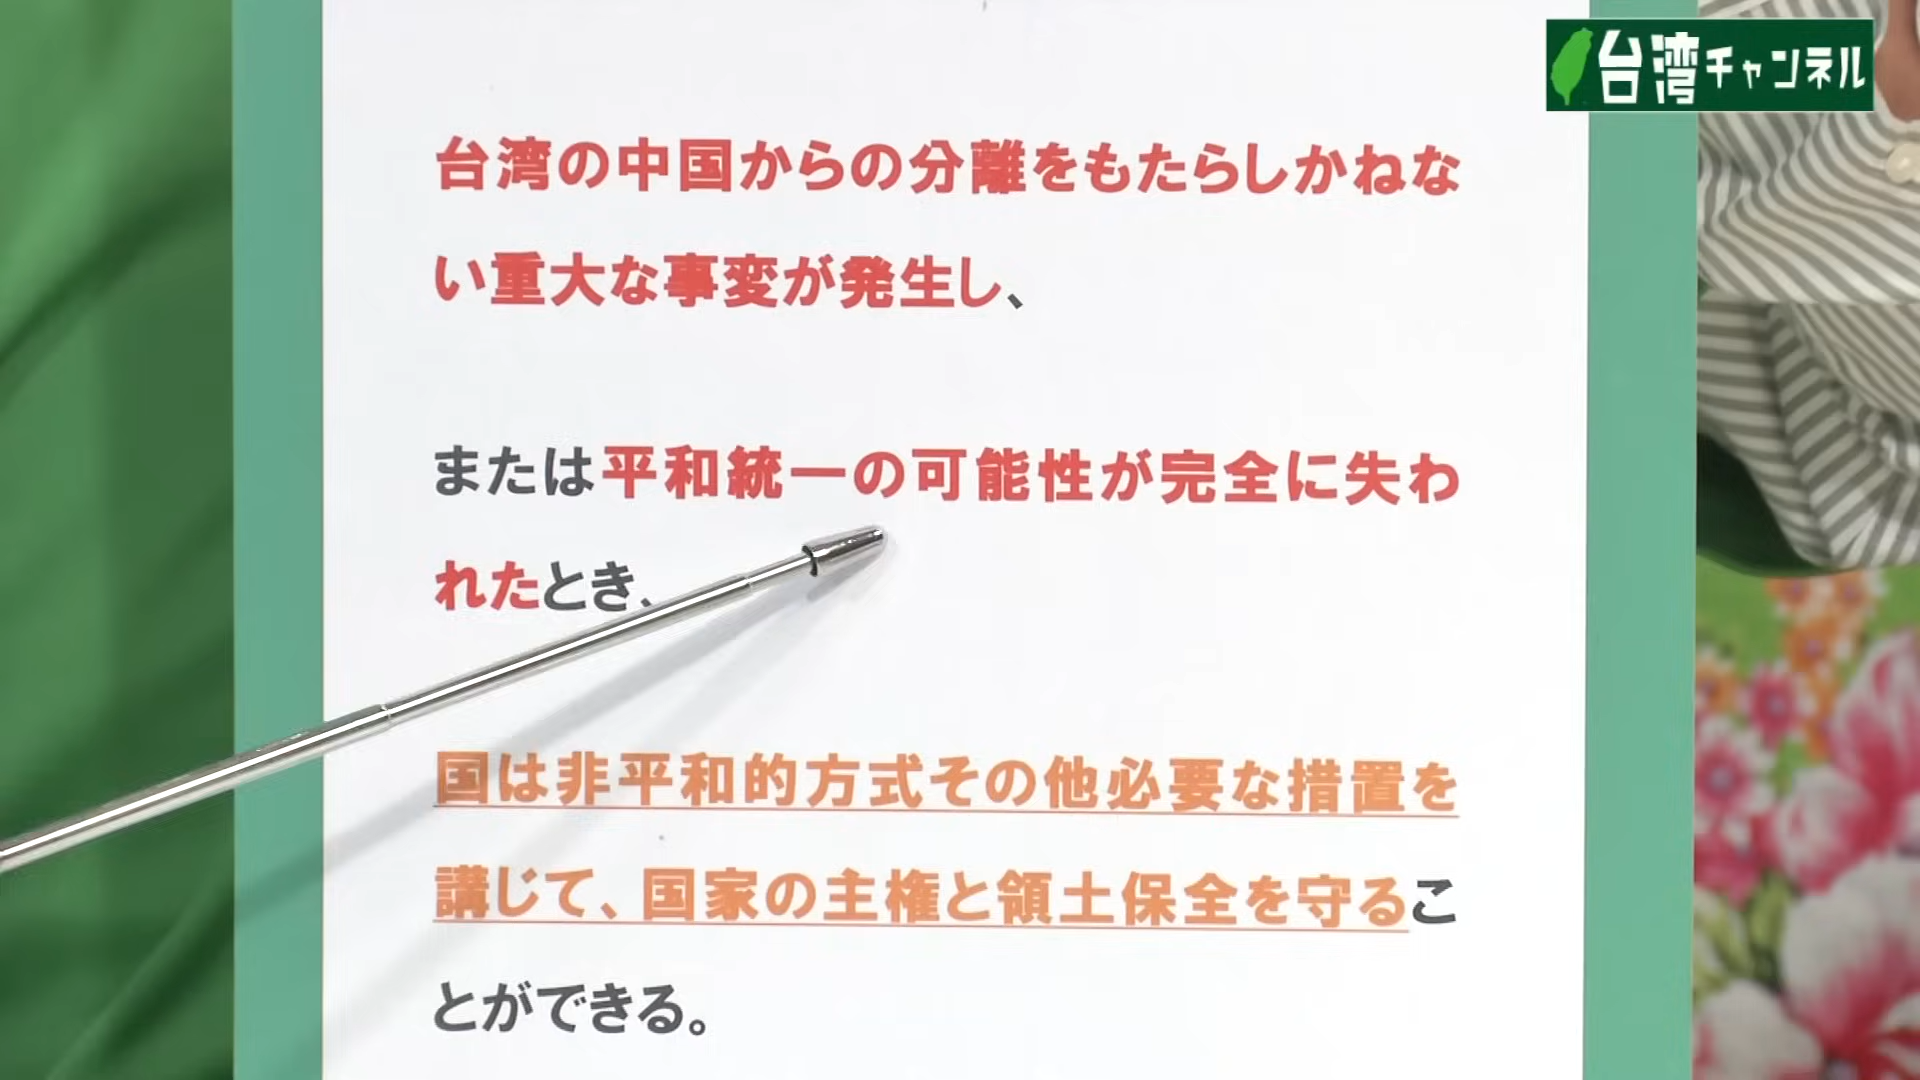 台湾チャンネル
台湾の中国からの分離をもたらしかねな
い重大な事変が発生し、
または平和統一の可能性が完全に失わ
れたとき、
国は非平和的方式その他必要な措置を
講じて、国家の主権と領土保全を守るこ
とができる。